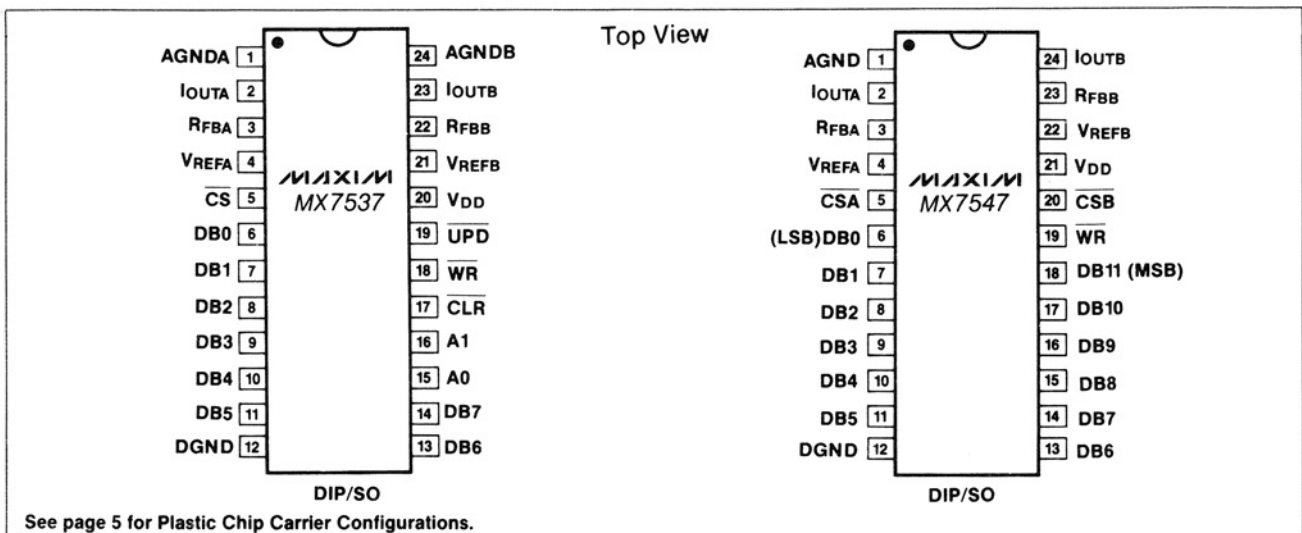 Top View
AGNDA 1 24 AGNDB
IOUTA 2 23 IOUTB
RFBA 3 22 RFBB
VREFA 4 21 VREFB
CS 5 20 VDD
DB0 6 19 UPD
DB1 7 18 WR
DB2 8 17 CLR
DB3 9 16 A1
DB4 10 15 A0
DB5 11 14 DB7
DGND 12 13 DB6
MAXIM
MX7537
DIP/SO
AGND 1 24 IOUTB
IOUTA 2 23 RFBB
RFBA 3 22 VREFB
VREFA 4 21 VDD
CSA 5 20 CSB
(LSB)DB0 6 19 WR
DB1 7 18 DB11 (MSB)
DB2 8 17 DB10
DB3 9 16 DB9
DB4 10 15 DB8
DB5 11 14 DB7
DGND 12 13 DB6
MAXIM
MX7547
DIP/SO
See page 5 for Plastic Chip Carrier Configurations.